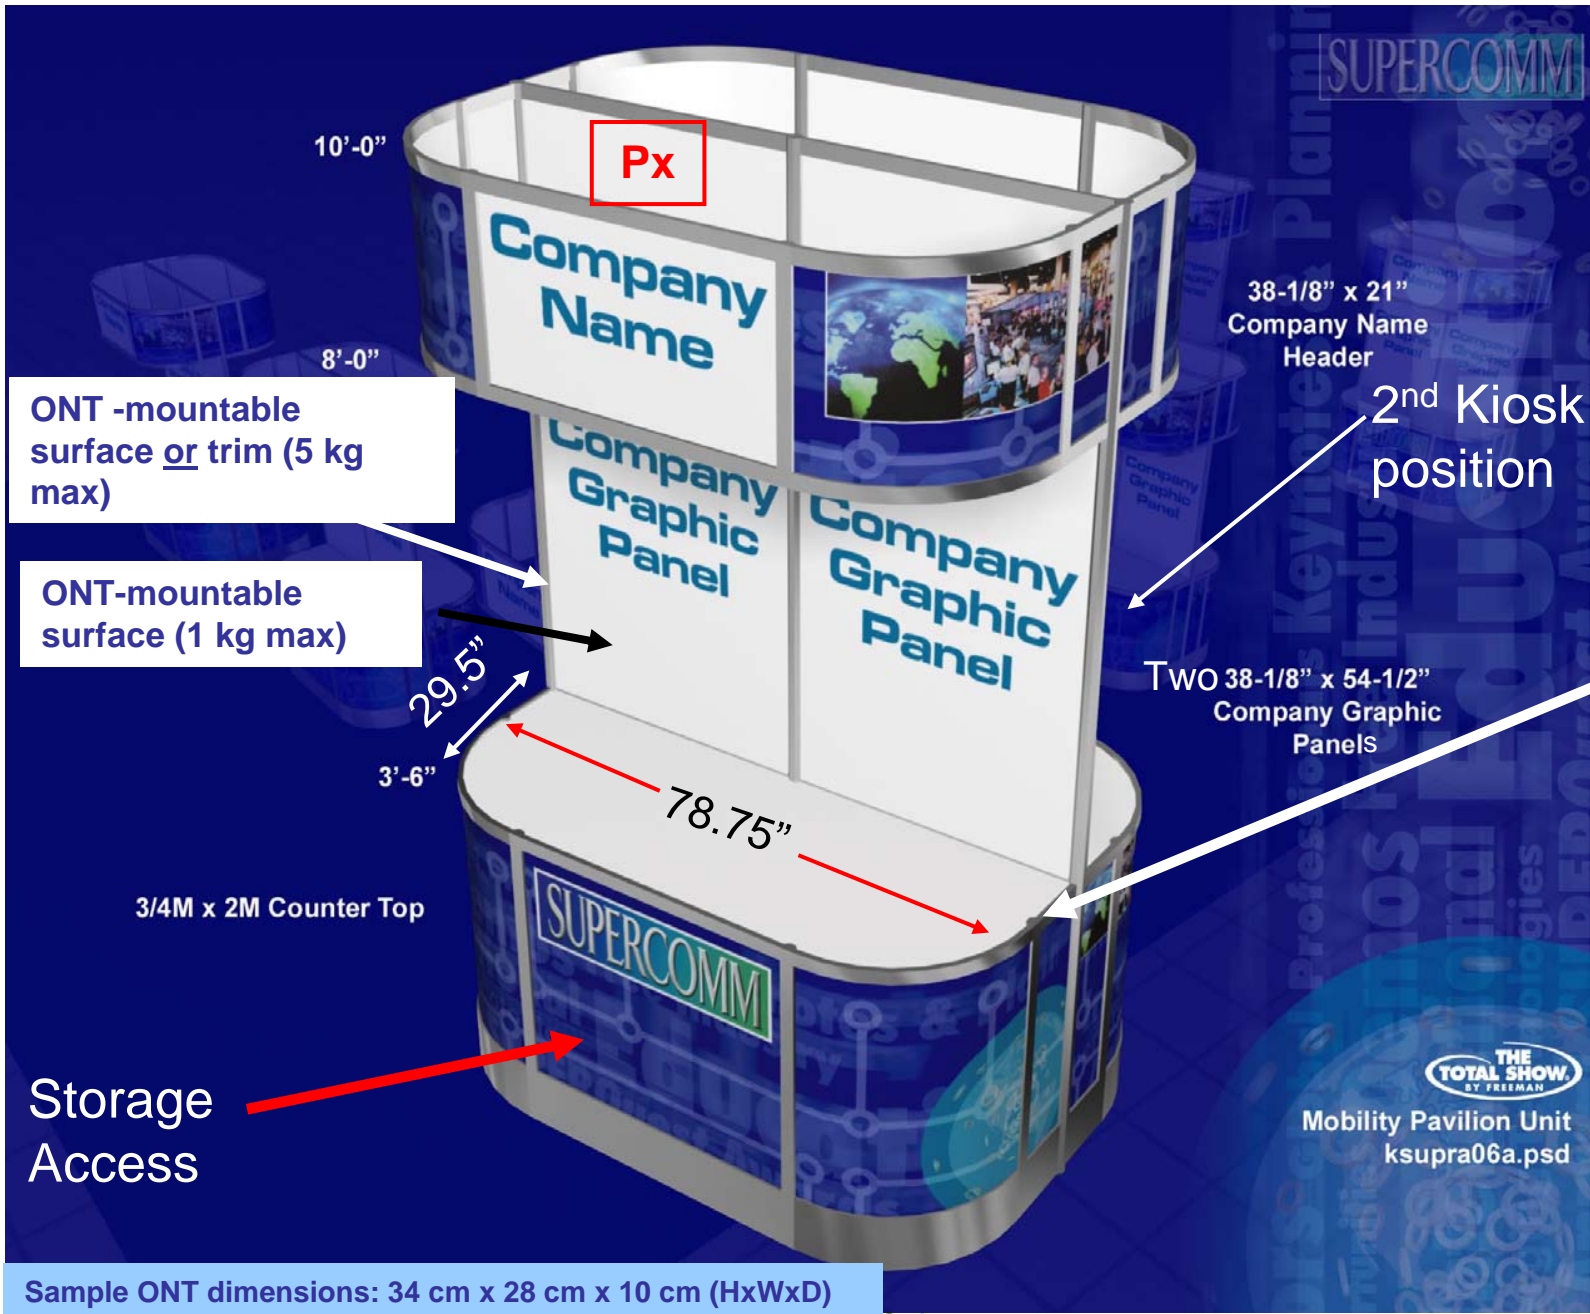 SUPERCOMM
10’-0”
Px
Company
Name
38-1/8” x 21”
Company Name
Header
8’-0”
2nd Kiosk
position
ONT -mountable
surface or trim (5 kg
max)
Company
Graphic
Panel
Company
Graphic
Panel
ONT-mountable
surface (1 kg max)
29.5”
Two 38-1/8” x 54-1/2”
Company Graphic
Panels
3’-6”
78.75”
3/4M x 2M Counter Top
SUPERCOMM
Storage
Access
THE
TOTAL SHOW.
BY FREEMAN
Mobility Pavilion Unit
ksupra06a.psd
Sample ONT dimensions: 34 cm x 28 cm x 10 cm (HxWxD)